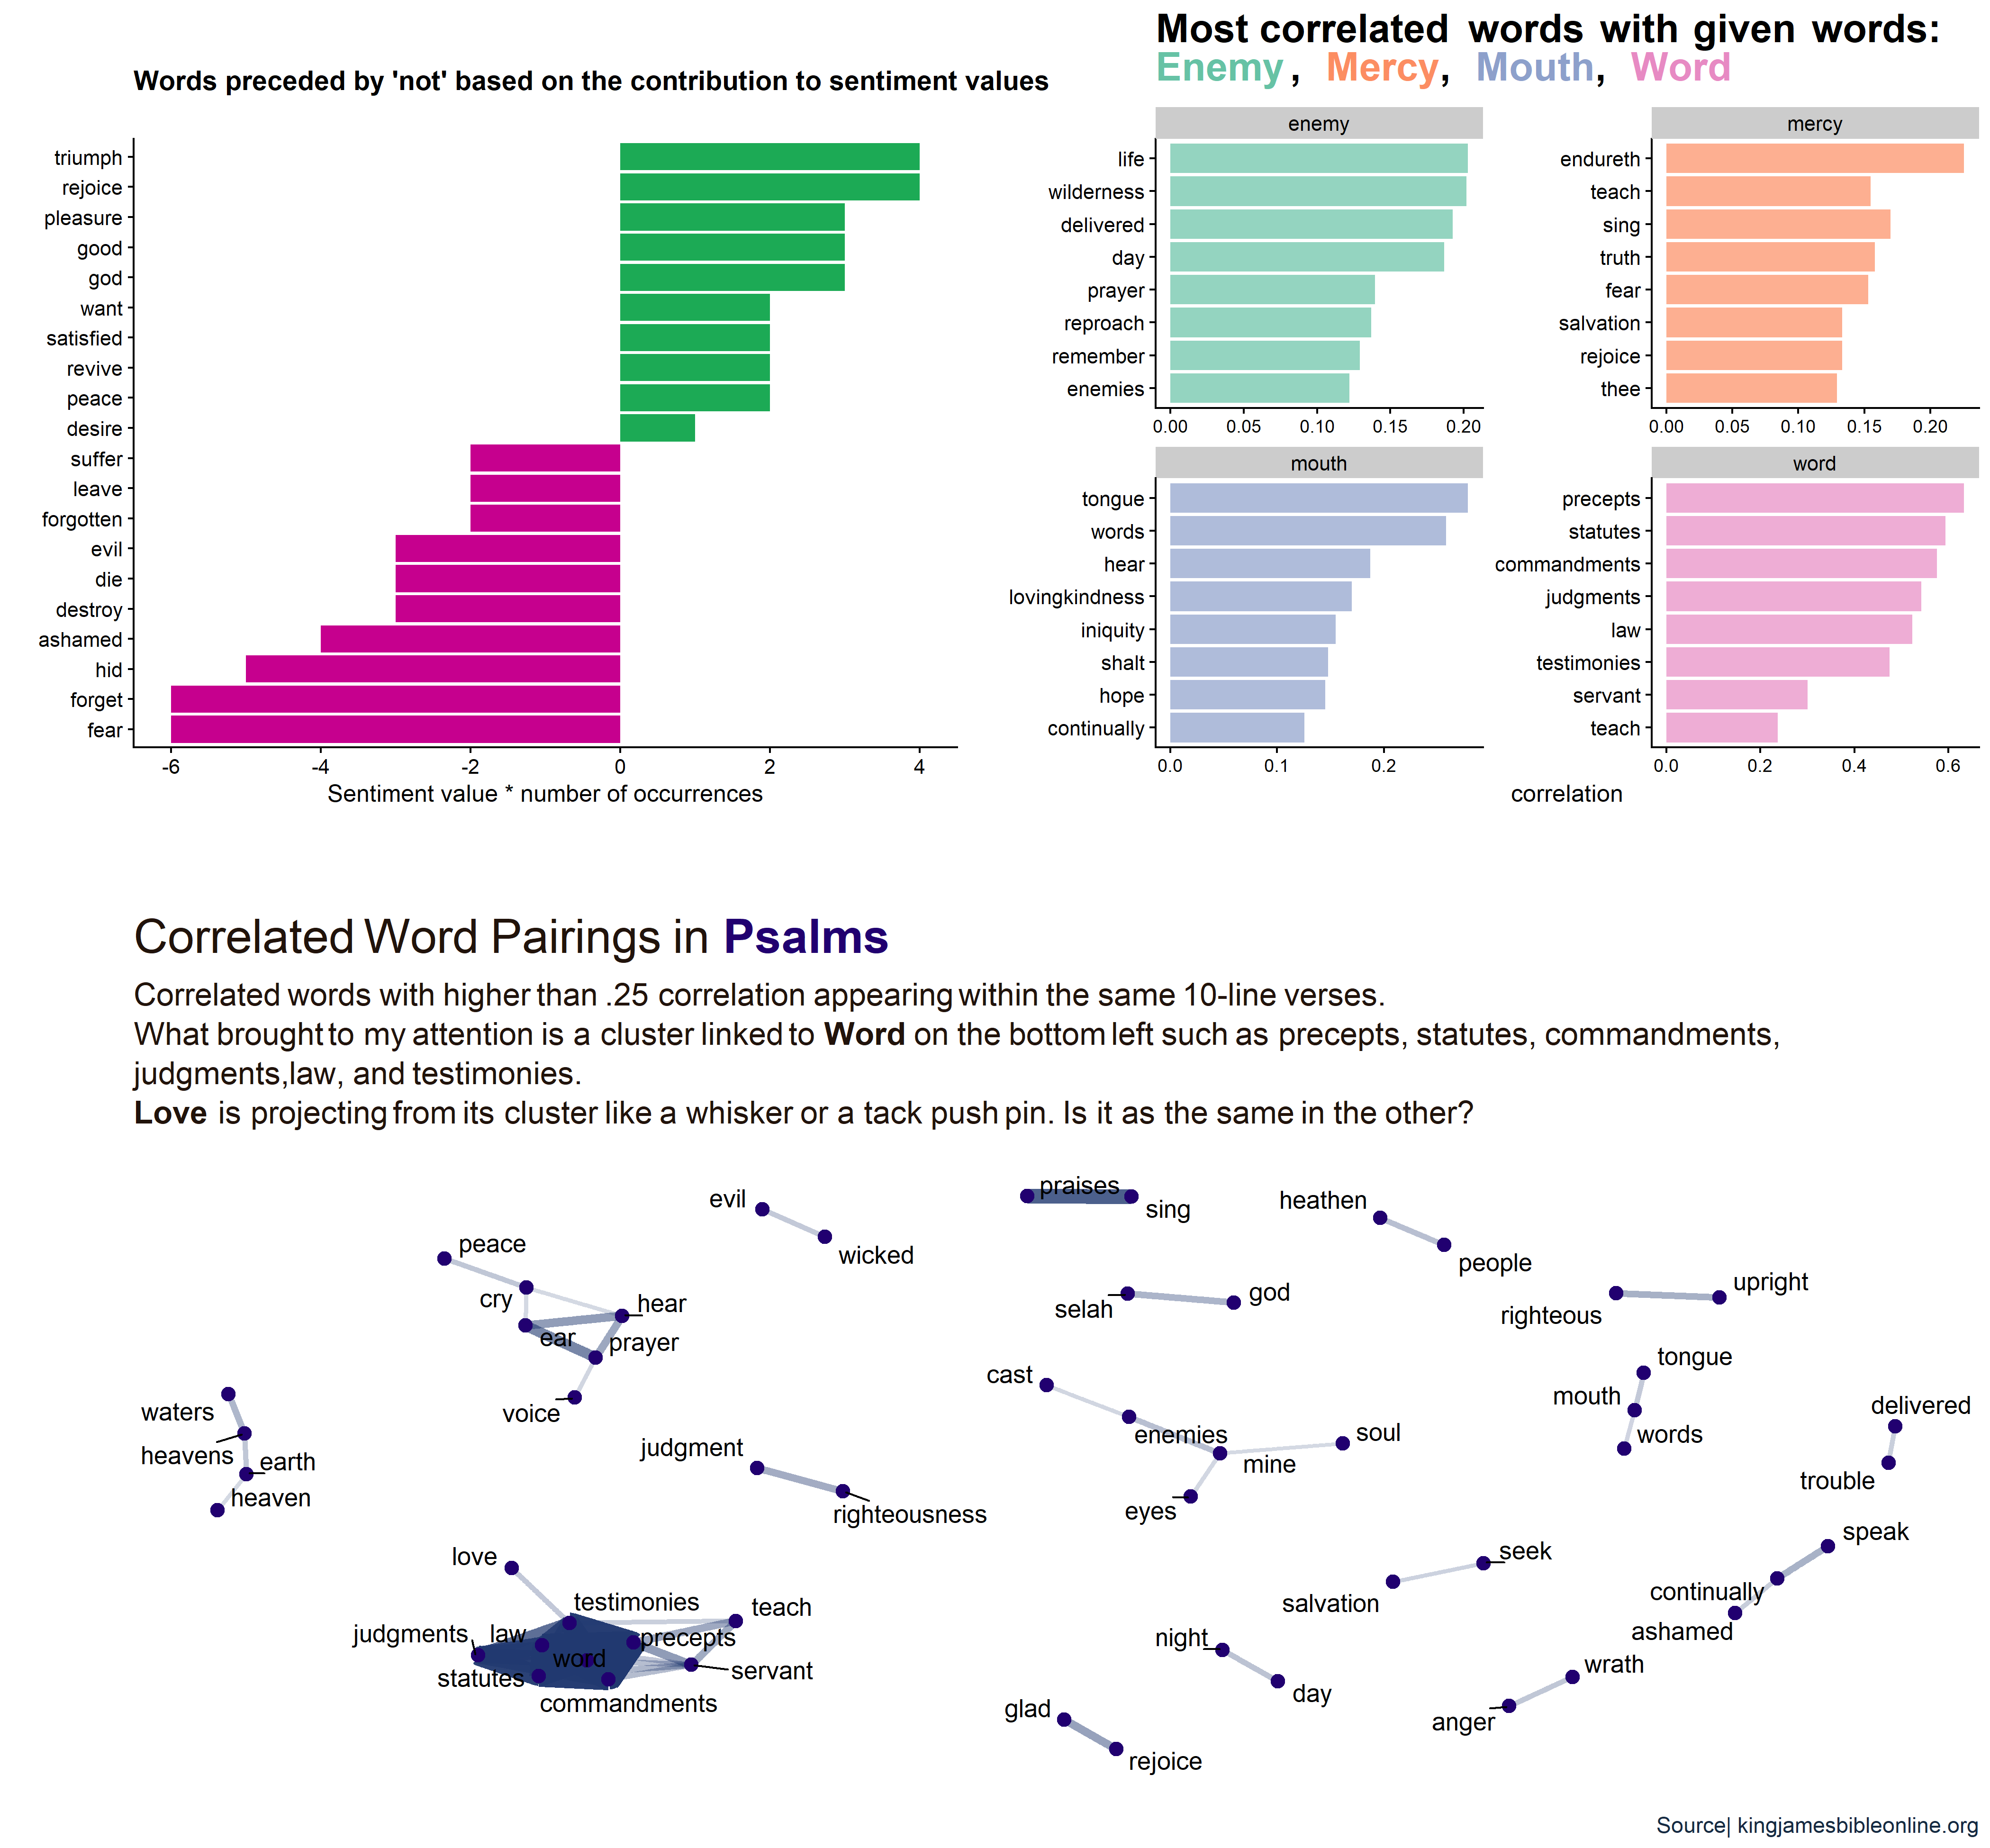 Words preceded by 'not' based on the contribution to sentiment values
triumph
rejoice
pleasure
good
god
want
satisfied
revive
peace
desire
suffer
leave
forgotten
evil
die
destroy
ashamed
hid
forget
fear
-6 -4 -2 0 2 4
Sentiment value * number of occurrences
Most correlated words with given words:
Enemy, Mercy, Mouth, Word
enemy
life
wilderness
delivered
day
prayer
reproach
remember
enemies
0.00 0.05 0.10 0.15 0.20
mercy
endureth
teach
sing
truth
fear
salvation
rejoice
thee
0.00 0.05 0.10 0.15 0.20
mouth
tongue
words
hear
lovingkindness
iniquity
shalt
hope
continually
0.0 0.1 0.2
word
precepts
statutes
commandments
judgments
law
testimonies
servant
teach
0.0 0.2 0.4 0.6
correlation
Correlated Word Pairings in Psalms
Correlated words with higher than .25 correlation appearing within the same 10-line verses.
What brought to my attention is a cluster linked to Word on the bottom left such as precepts, statutes, commandments,
judgments,law, and testimonies.
Love is projecting from its cluster like a whisker or a tack push pin. Is it as the same in the other?
evil
wicked
praises
sing
heathen
people
peace
cry
hear
ear
prayer
voice
selah
god
upright
righteous
tongue
mouth
words
delivered
trouble
cast
enemies
mine
soul
eyes
waters
heavens
earth
heaven
judgment
righteousness
love
testimonies
teach
judgments
law
precepts
word
servant
statutes
commandments
seek
salvation
speak
continually
ashamed
night
day
wrath
anger
glad
rejoice
Source| kingjamesbibleonline.org